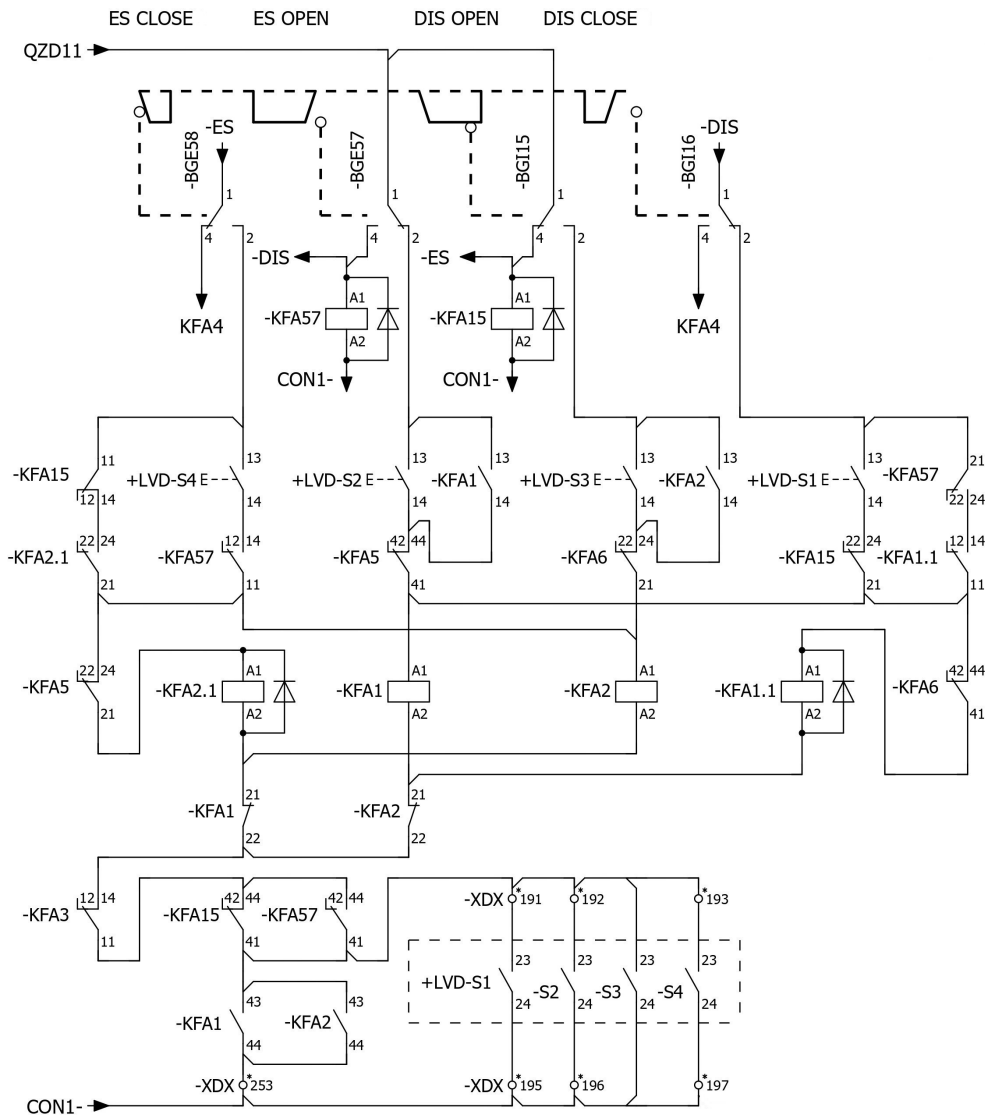 ES CLOSE ES OPEN DIS OPEN DIS CLOSE
QZD11
-BGE58 -ES -BGE57 -BGI15 -BGI16 -DIS
1 1 1 1
4 2 4 2 4 2 4 2
-DIS -ES
A1 A1
KFA4 -KFA57 -KFA15 KFA4
A2 A2
CON1- CON1-
11 13 13 13 13 13 13 21
-KFA15 +LVD-S4 E +LVD-S2 E -KFA1 +LVD-S3 E -KFA2 +LVD-S1 E -KFA57
12 14 14 14 14 14 14 14 22 24
22 24 12 14 42 44 22 24 22 24 12 14
-KFA2.1 -KFA57 -KFA5 -KFA6 -KFA15 -KFA1.1
21 11 41 21 21 11
22 24 A1 A1 A1 A1 42 44
-KFA5 -KFA2.1 -KFA1 -KFA2 -KFA1.1 -KFA6
21 A2 A2 A2 A2 41
21 21
-KFA1 -KFA2
22 22
12 14 42 44 42 44 -XDX *191 *192 *193
-KFA3 -KFA15 -KFA57
11 41 41
23 23 23 23
+LVD-S1 -S2 -S3 -S4
24 24 24 24
43 43
-KFA1 -KFA2
44 44
-XDX *253 -XDX *195 *196 *197
CON1-